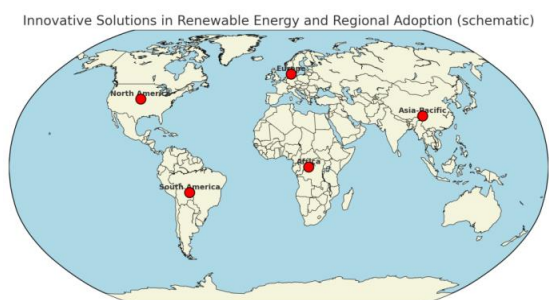 Innovative Solutions in Renewable Energy and Regional Adoption (schematic)
Europe
North America
Asia-Pacific
Africa
South America